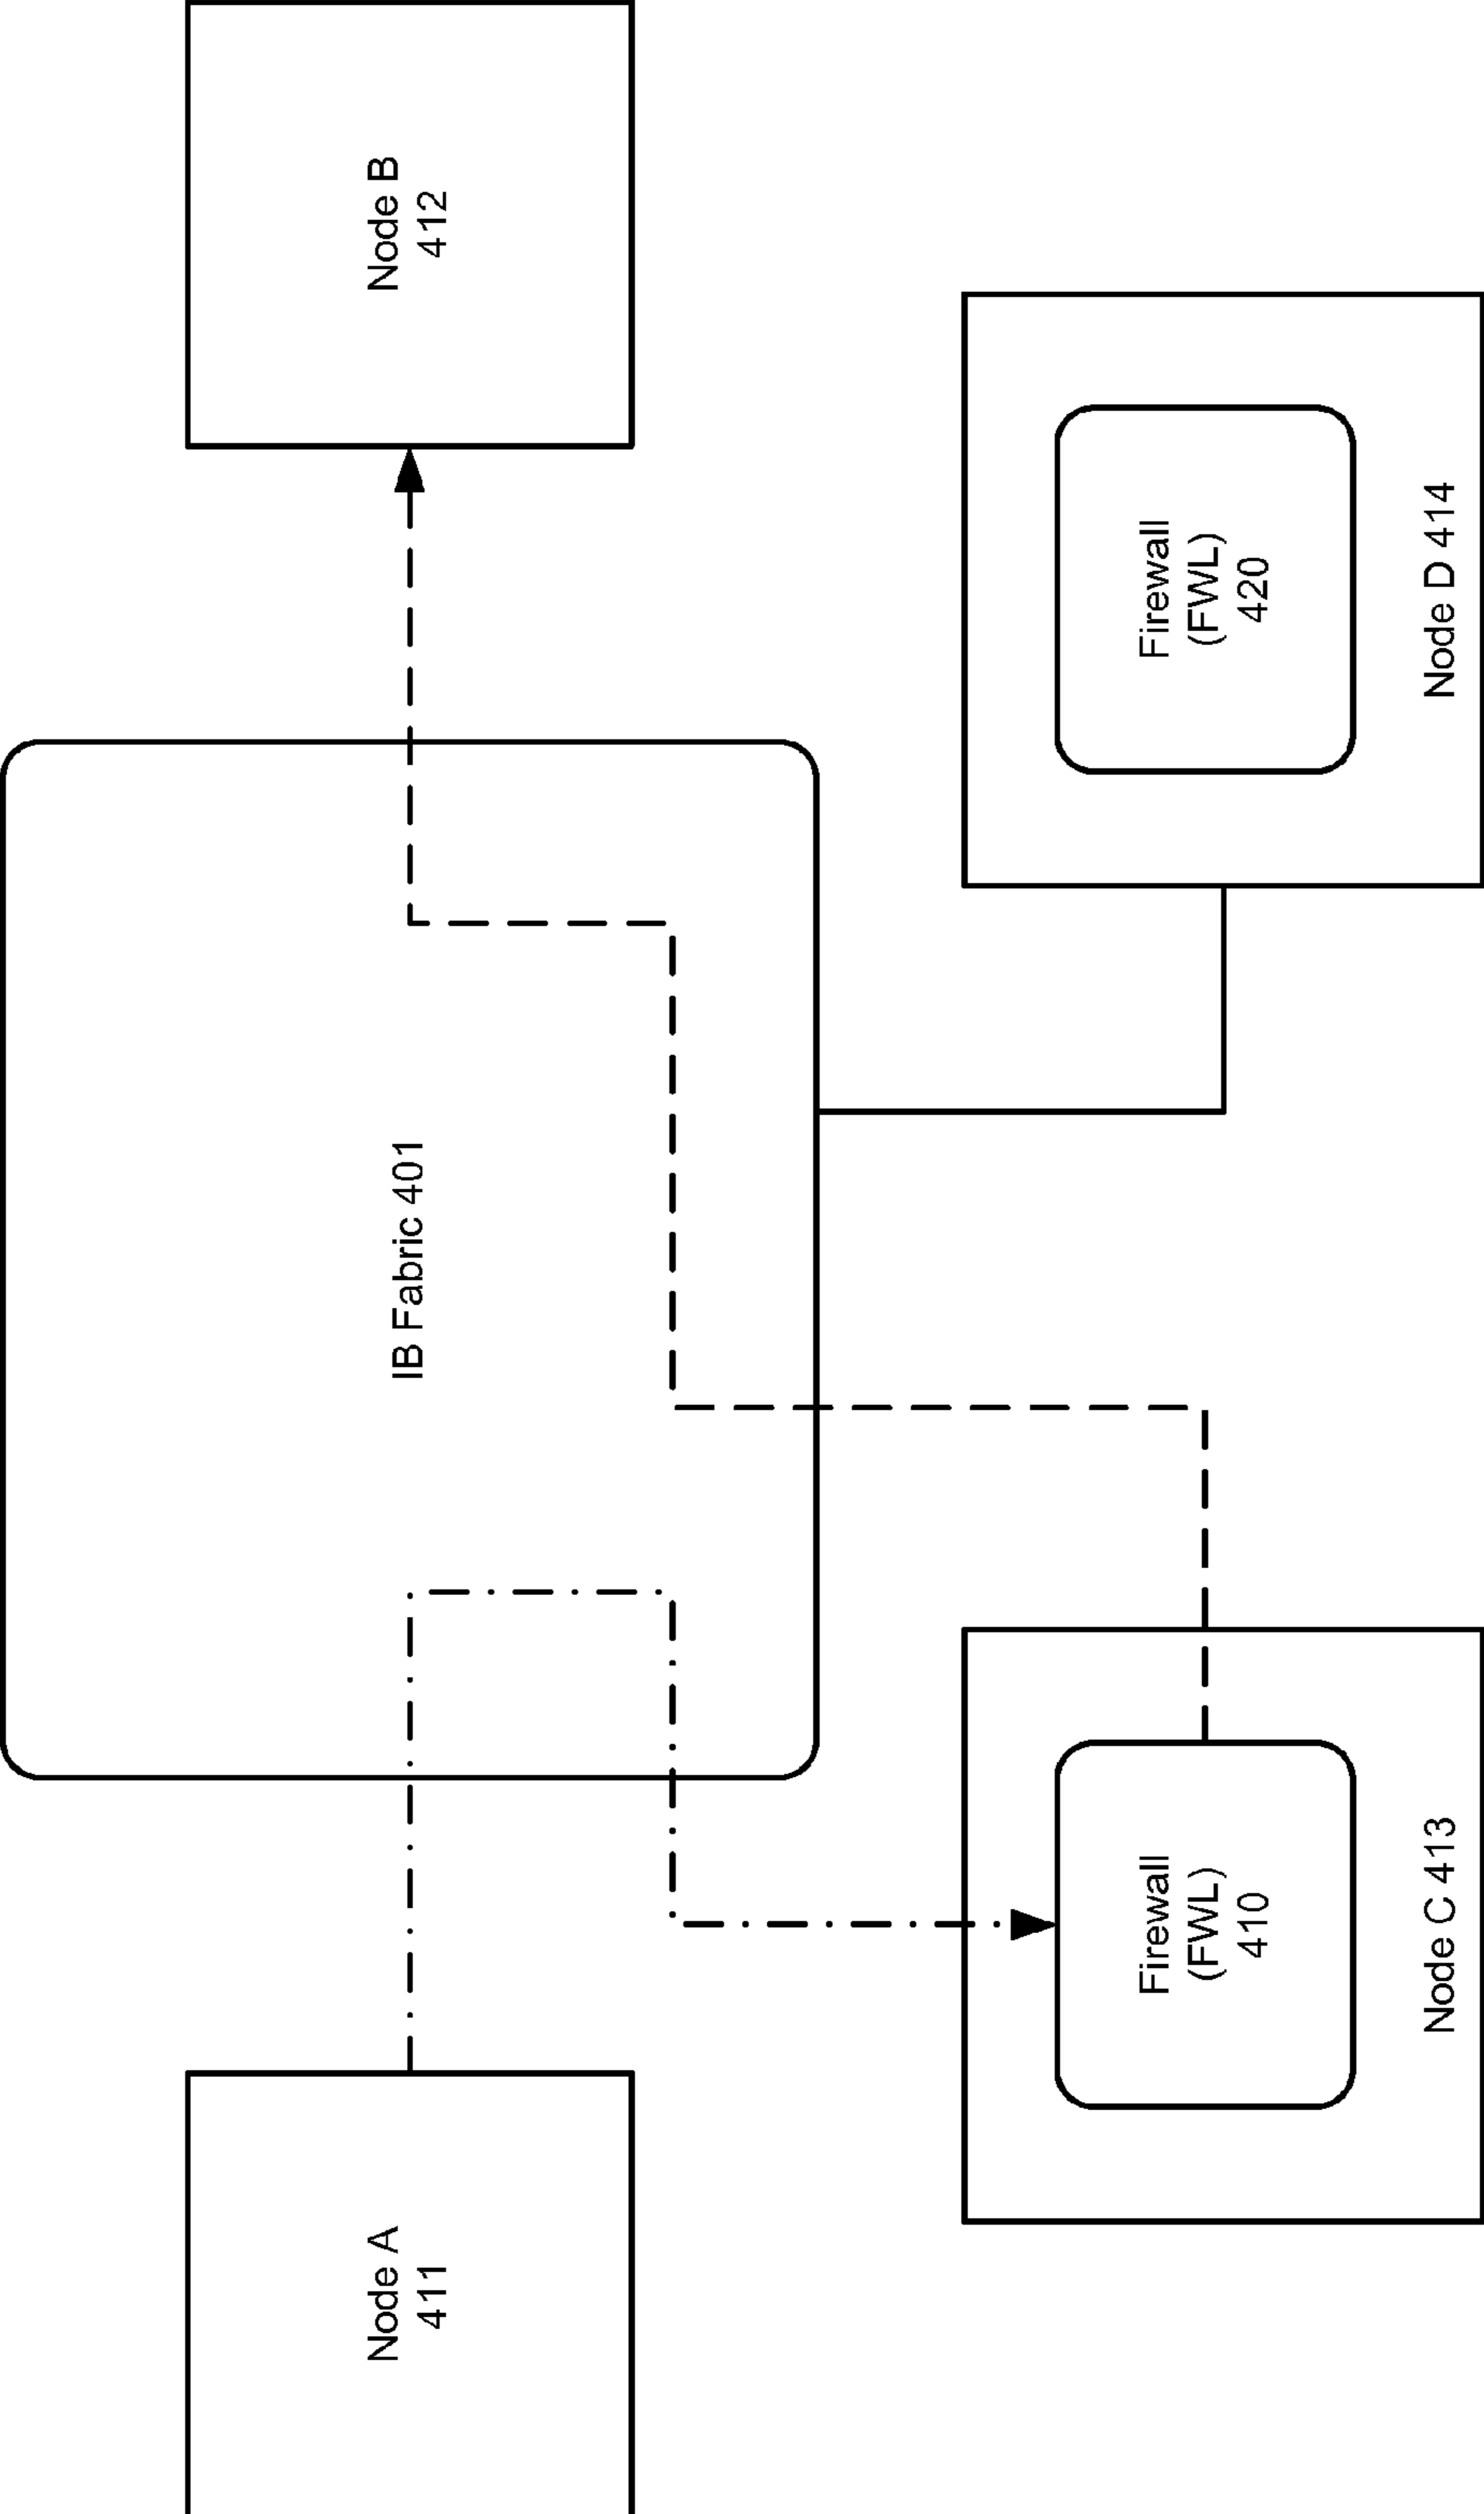 Node A
411
IB Fabric 401
Node B
412
Firewall
(FWL)
410
Node C 413
Firewall
(FWL)
420
Node D 414